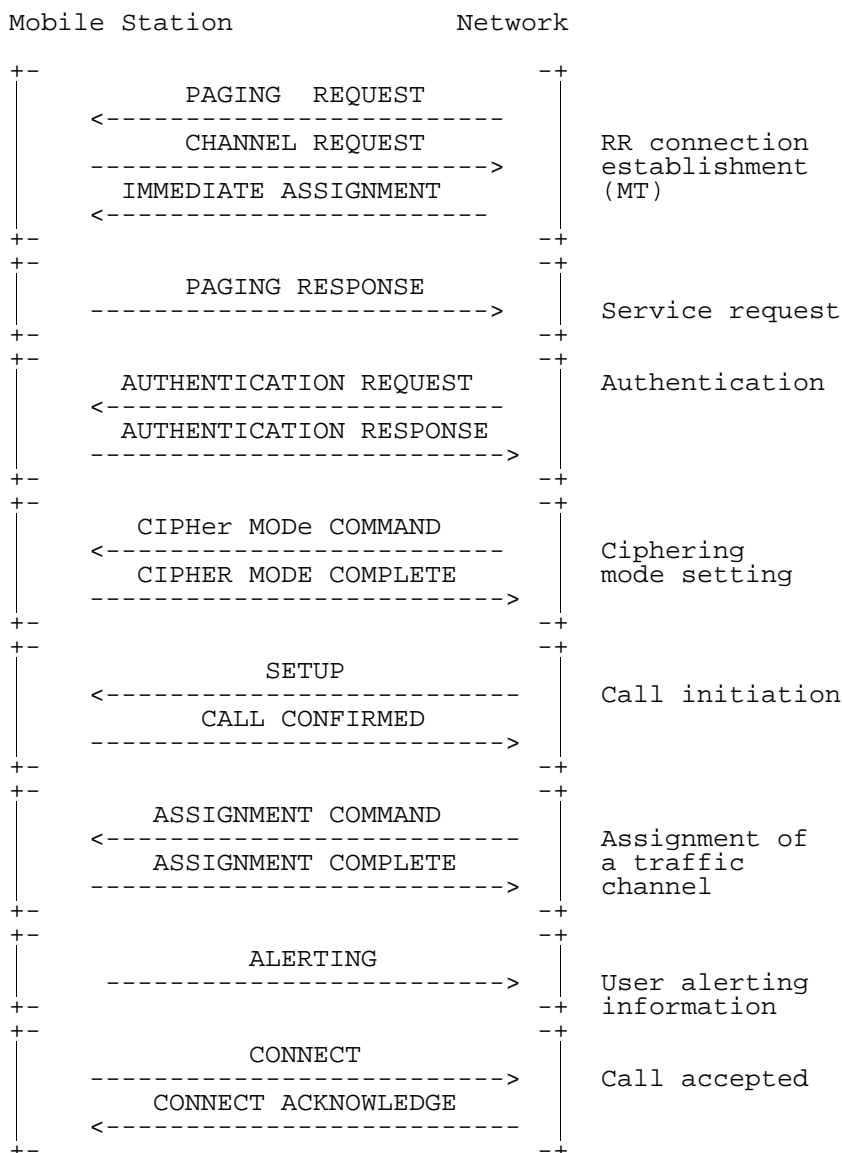 Mobile Station Network
PAGING REQUEST
CHANNEL REQUEST
RR connection
establishment
IMMEDIATE ASSIGNMENT
(MT)
PAGING RESPONSE
Service request
AUTHENTICATION REQUEST
Authentication
AUTHENTICATION RESPONSE
CIPHer MODe COMMAND
Ciphering
CIPHER MODE COMPLETE
mode setting
SETUP
Call initiation
CALL CONFIRMED
ASSIGNMENT COMMAND
Assignment of
ASSIGNMENT COMPLETE
a traffic
channel
ALERTING
User alerting
information
CONNECT
Call accepted
CONNECT ACKNOWLEDGE